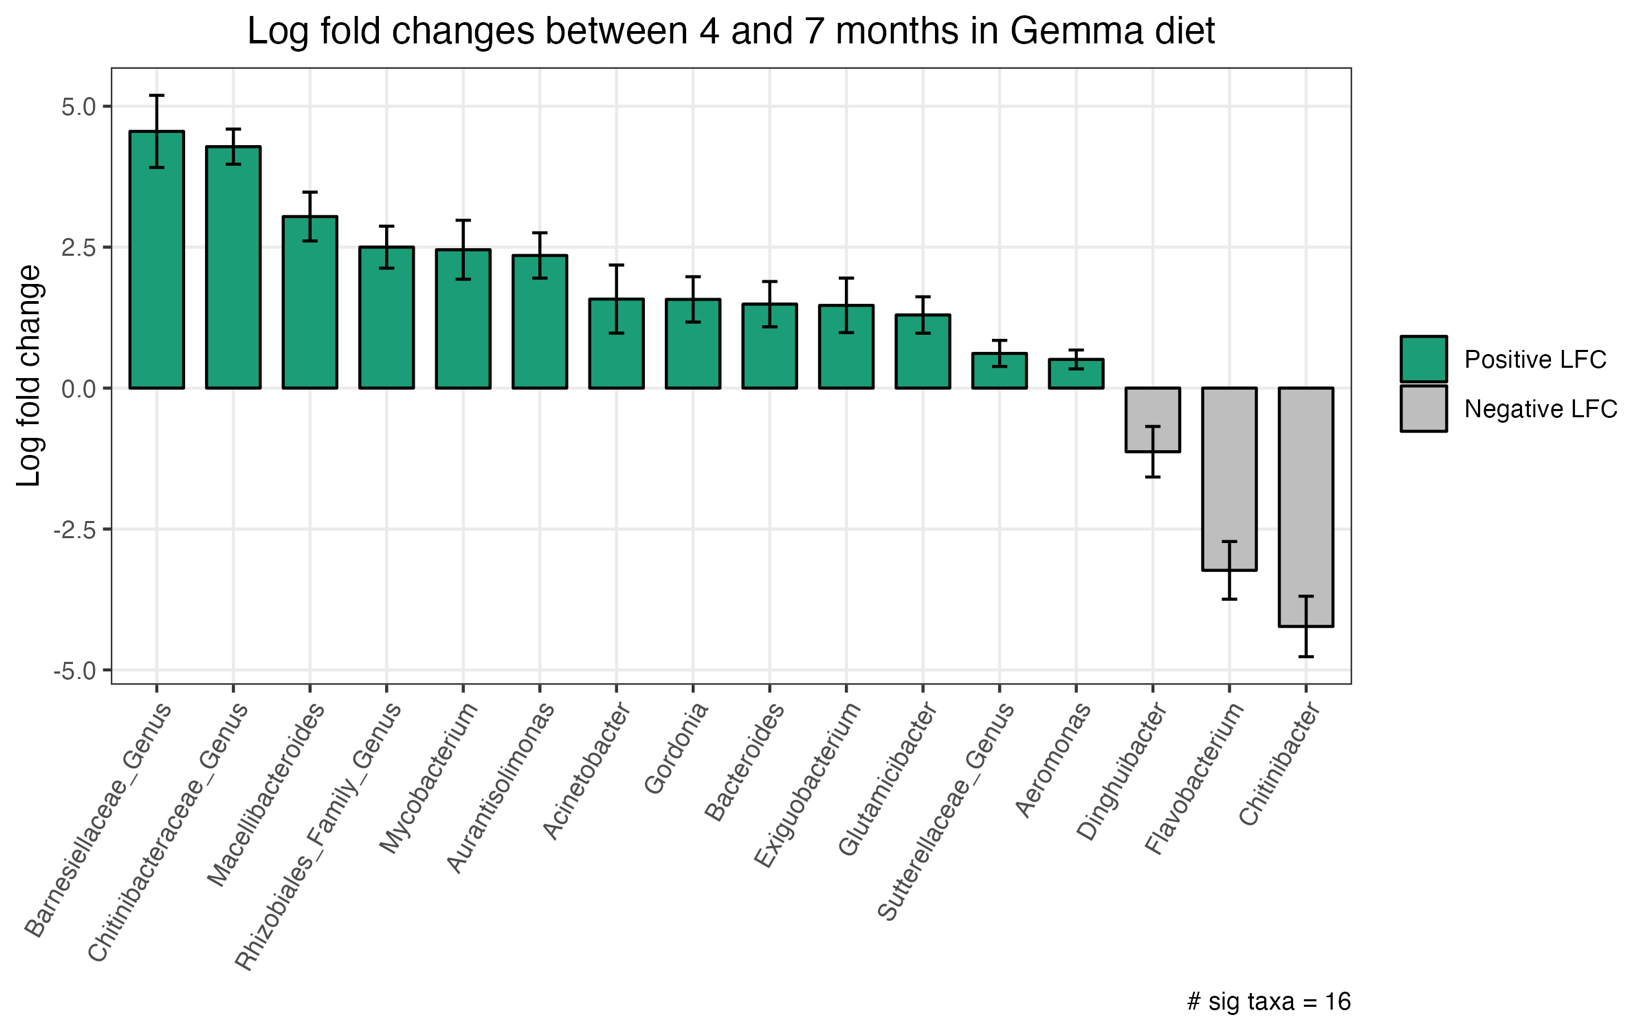 Log fold changes between 4 and 7 months in Gemma diet
Log fold change
5.0
2.5
0.0
-2.5
-5.0
Barnesiellaceae_Genus
Chitinibacteraceae_Genus
Macellibacteroides
Rhizobiales_Family_Genus
Mycobacterium
Aurantisolimonas
Acinetobacter
Gordonia
Bacteroides
Exiguobacterium
Glutamicibacter
Sutterellaceae_Genus
Aeromonas
Dinghuibacter
Flavobacterium
Chitinibacter
Positive LFC
Negative LFC
# sig taxa = 16